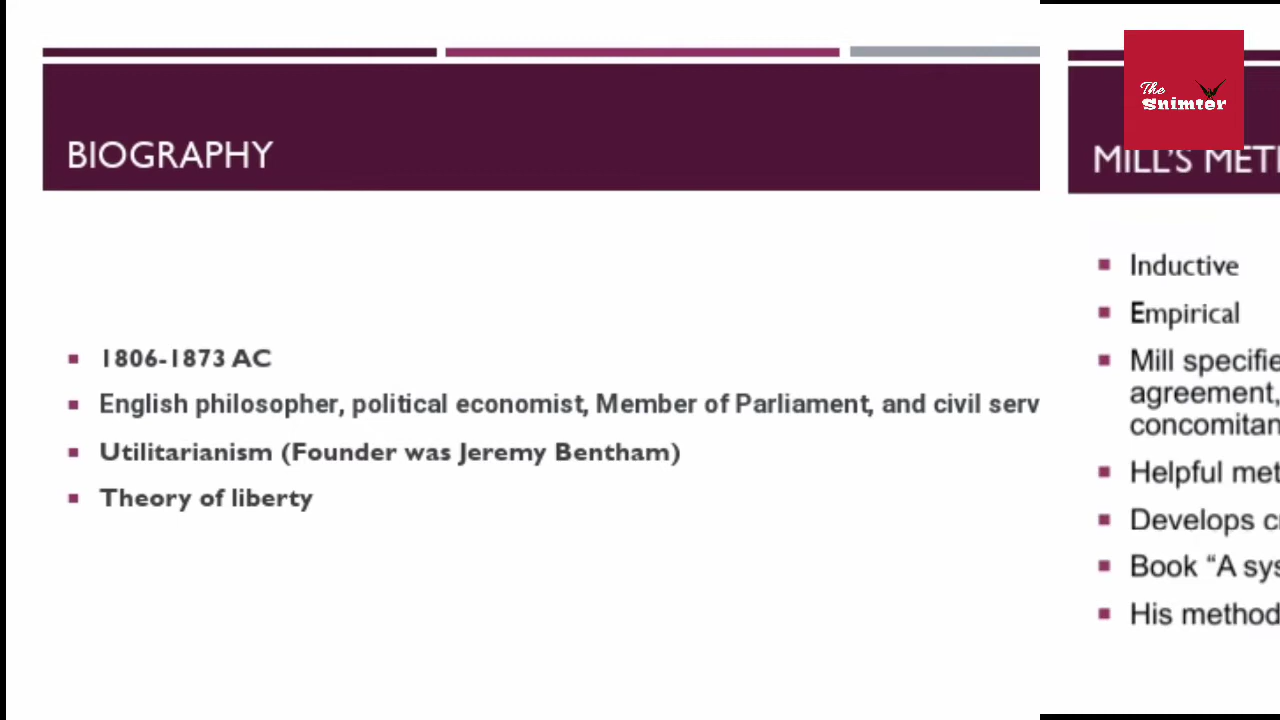 BIOGRAPHY
1806-1873 AC
English philosopher, political economist, Member of Parliament, and civil serv
Utilitarianism (Founder was Jeremy Bentham)
Theory of liberty
The
Snimter
MILL'S METH
Inductive
Empirical
Mill specifie
agreement,
concomitan
Helpful met
Develops c
Book “A sys
His method